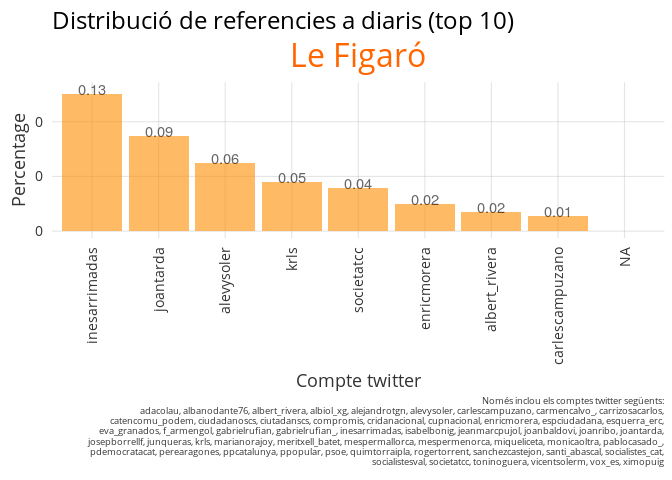 Distribució de referencies a diaris (top 10)
Le Figaró
Percentage
0
0
0
0.13
0.09
0.06
0.05
0.04
0.02
0.02
0.01
inesarrimadas
joantarda
alevysoler
krls
societatcc
enricmorera
albert_rivera
carlescampuzano
NA
Compte twitter
Només inclou els comptes twitter següents:
adacolau, albanodante76, albert_rivera, albiol_xg, alejandrotgn, alevysoler, carlescampuzano, carmencalvo_, carrizosacarlos,
catencomu_podem, ciudadanoscs, ciutadanscs, compromis, cridanacional, cupnacional, enricmorera, espciudadana, esquerra_erc,
eva_granados, f_armengol, gabrielrufian, gabrielrufian_, inesarrimadas, isabelbonig, jeanmarcpujol, joanbaldovi, joanribo, joantarda,
josepborrellf, junqueras, krls, marianorajoy, meritxell_batet, mespermallorca, mespermenorca, miqueliceta, monicaoltra, pablocasado_,
pdemocratacat, perearagones, ppcatalunya, ppopular, psoe, quimtorraipla, rogertorrent, sanchezcastejon, santi_abascal, socialistes_cat,
socialistesval, societatcc, toninoguera, vicentsolerm, vox_es, ximopuig